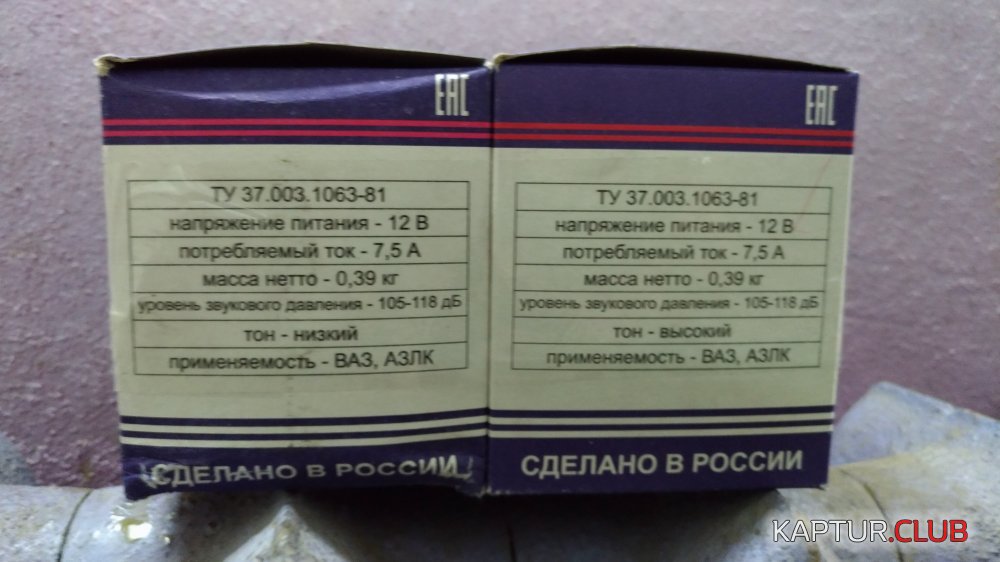 EAC
ТУ 37.003.1063-81
напряжение питания - 12 В
потребляемый ток - 7,5 А
масса нетто - 0,39 кг
уровень звукового давления - 105-118 дБ
тон - низкий
применяемость - ВАЗ, АЗЛК
СДЕЛАНО В РОССИИ
EAC
ТУ 37.003.1063-81
напряжение питания - 12 В
потребляемый ток - 7,5 А
масса нетто - 0,39 кг
уровень звукового давления - 105-118 дБ
тон - высокий
применяемость - ВАЗ, АЗЛК
СДЕЛАНО В РОССИИ
KAPTUR.CLUB